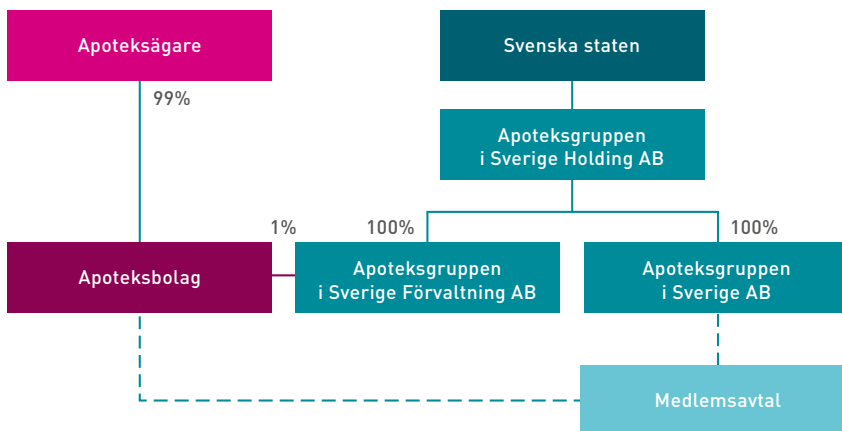 Apoteksägare
Svenska staten
99%
Apoteksgruppen
i Sverige Holding AB
1%
100%
100%
Apoteksbolag
Apoteksgruppen
i Sverige Förvaltning AB
Apoteksgruppen
i Sverige AB
Medlemsavtal